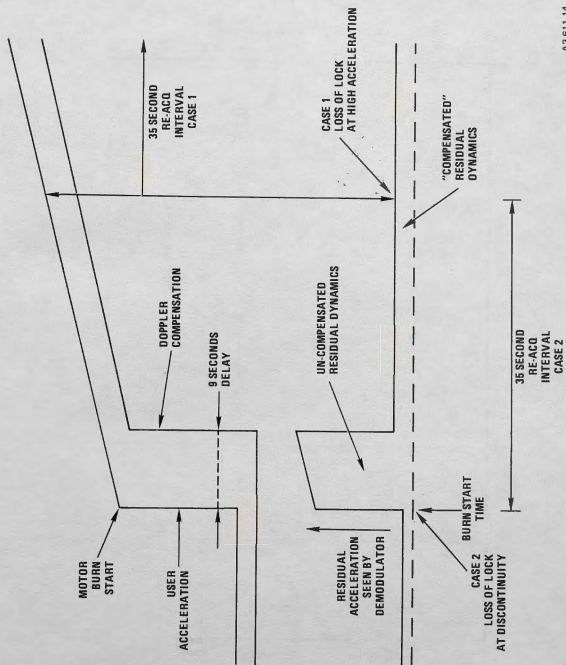 MOTOR
BURN
START
USER
ACCELERATION
DOPPLER
COMPENSATION
9 SECONDS
DELAY
35 SECOND
RE-ACQ
INTERVAL
CASE 1
RESIDUAL
ACCELERATION
SEEN BY
DEMODULATOR
UN-COMPENSATED
RESIDUAL DYNAMICS
CASE 1
LOSS OF LOCK
AT HIGH ACCELERATION
"COMPENSATED"
RESIDUAL
DYNAMICS
CASE 2
LOSS OF LOCK
AT DISCONTINUITY
BURN START
TIME
35 SECOND
RE-ACQ
INTERVAL
CASE 2